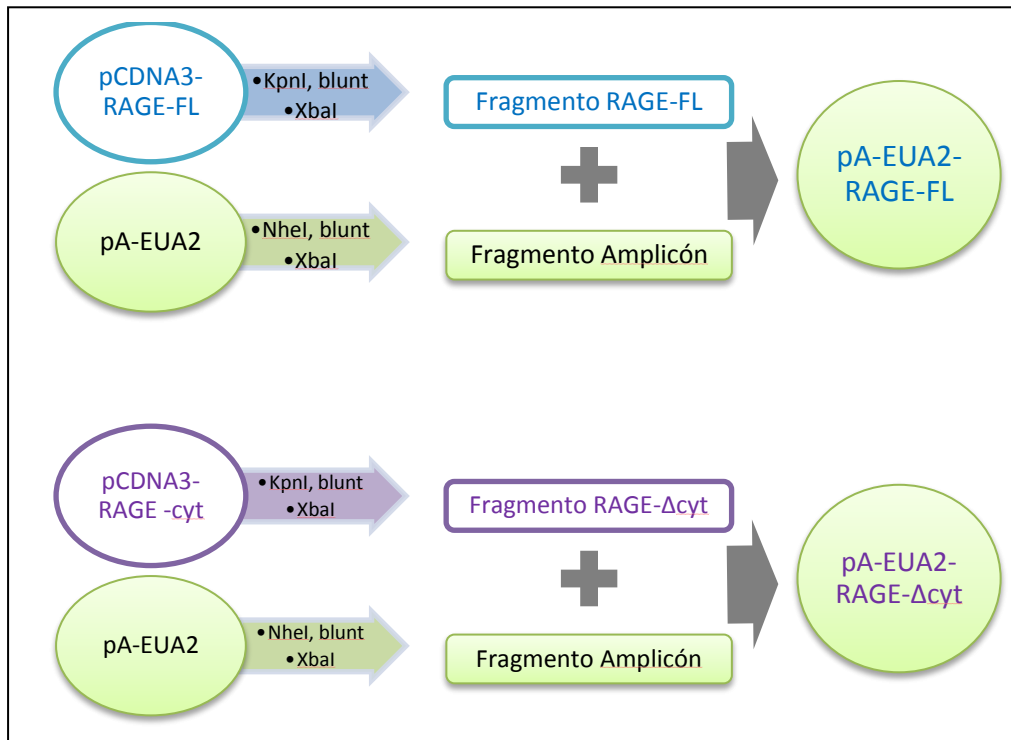 pCDNA3-
RAGE-FL
•KpnI, blunt
•XbaI
Fragmento RAGE-FL
pA-EUA2
•NheI, blunt
•XbaI
Fragmento Amplicón
pA-EUA2-
RAGE-FL
pCDNA3-
RAGE -cyt
•KpnI, blunt
•XbaI
Fragmento RAGE-Δcyt
pA-EUA2
•NheI, blunt
•XbaI
Fragmento Amplicón
pA-EUA2-
RAGE-Δcyt